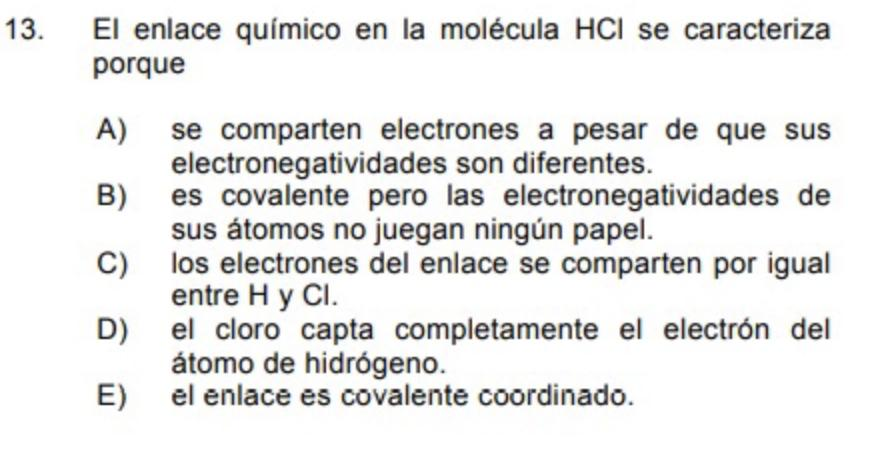 13. El enlace químico en la molécula HCl se caracteriza
porque
A) se comparten electrones a pesar de que sus
electronegatividades son diferentes.
B) es covalente pero las electronegatividades de
sus átomos no juegan ningún papel.
C) los electrones del enlace se comparten por igual
entre H y Cl.
D) el cloro capta completamente el electrón del
átomo de hidrógeno.
E) el enlace es covalente coordinado.